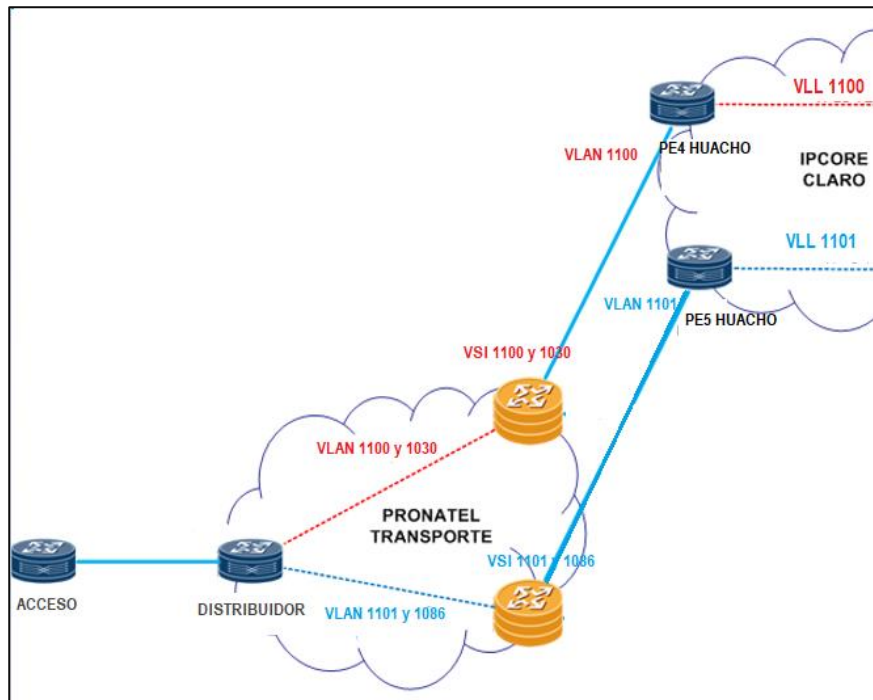 VLL 1100
PE4 HUACHO
VLAN 1100
IPCORE
CLARO
VLL 1101
VLAN 1101
PE5 HUACHO
VSI 1100 y 1030
VLAN 1100 y 1030
PRONATEL
TRANSPORTE
VSI 1101 y 1086
ACCESO
DISTRIBUIDOR
VLAN 1101 y 1086